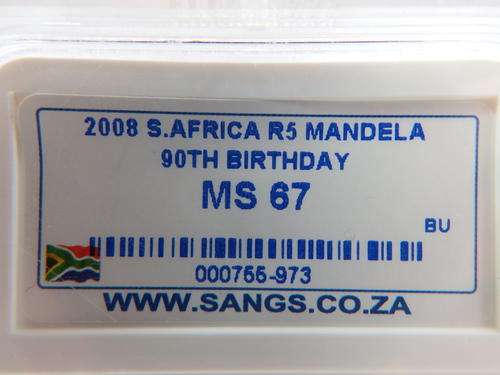 2008 S.AFRICA R5 MANDELA
90TH BIRTHDAY
MS 67
BU
000755-973
WWW.SANGS.CO.ZA